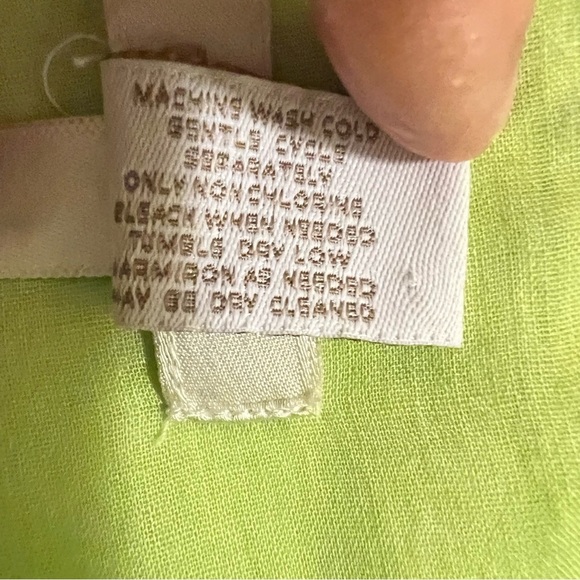 MACHINE WASH COLD
GENTLE CYCLE
SEPARATELY
ONLY NON CHLORINE
BLEACH WHEN NEEDED
TUMBLE DRY LOW
WARM IRON AS NEEDED
MAY BE DRY CLEANED